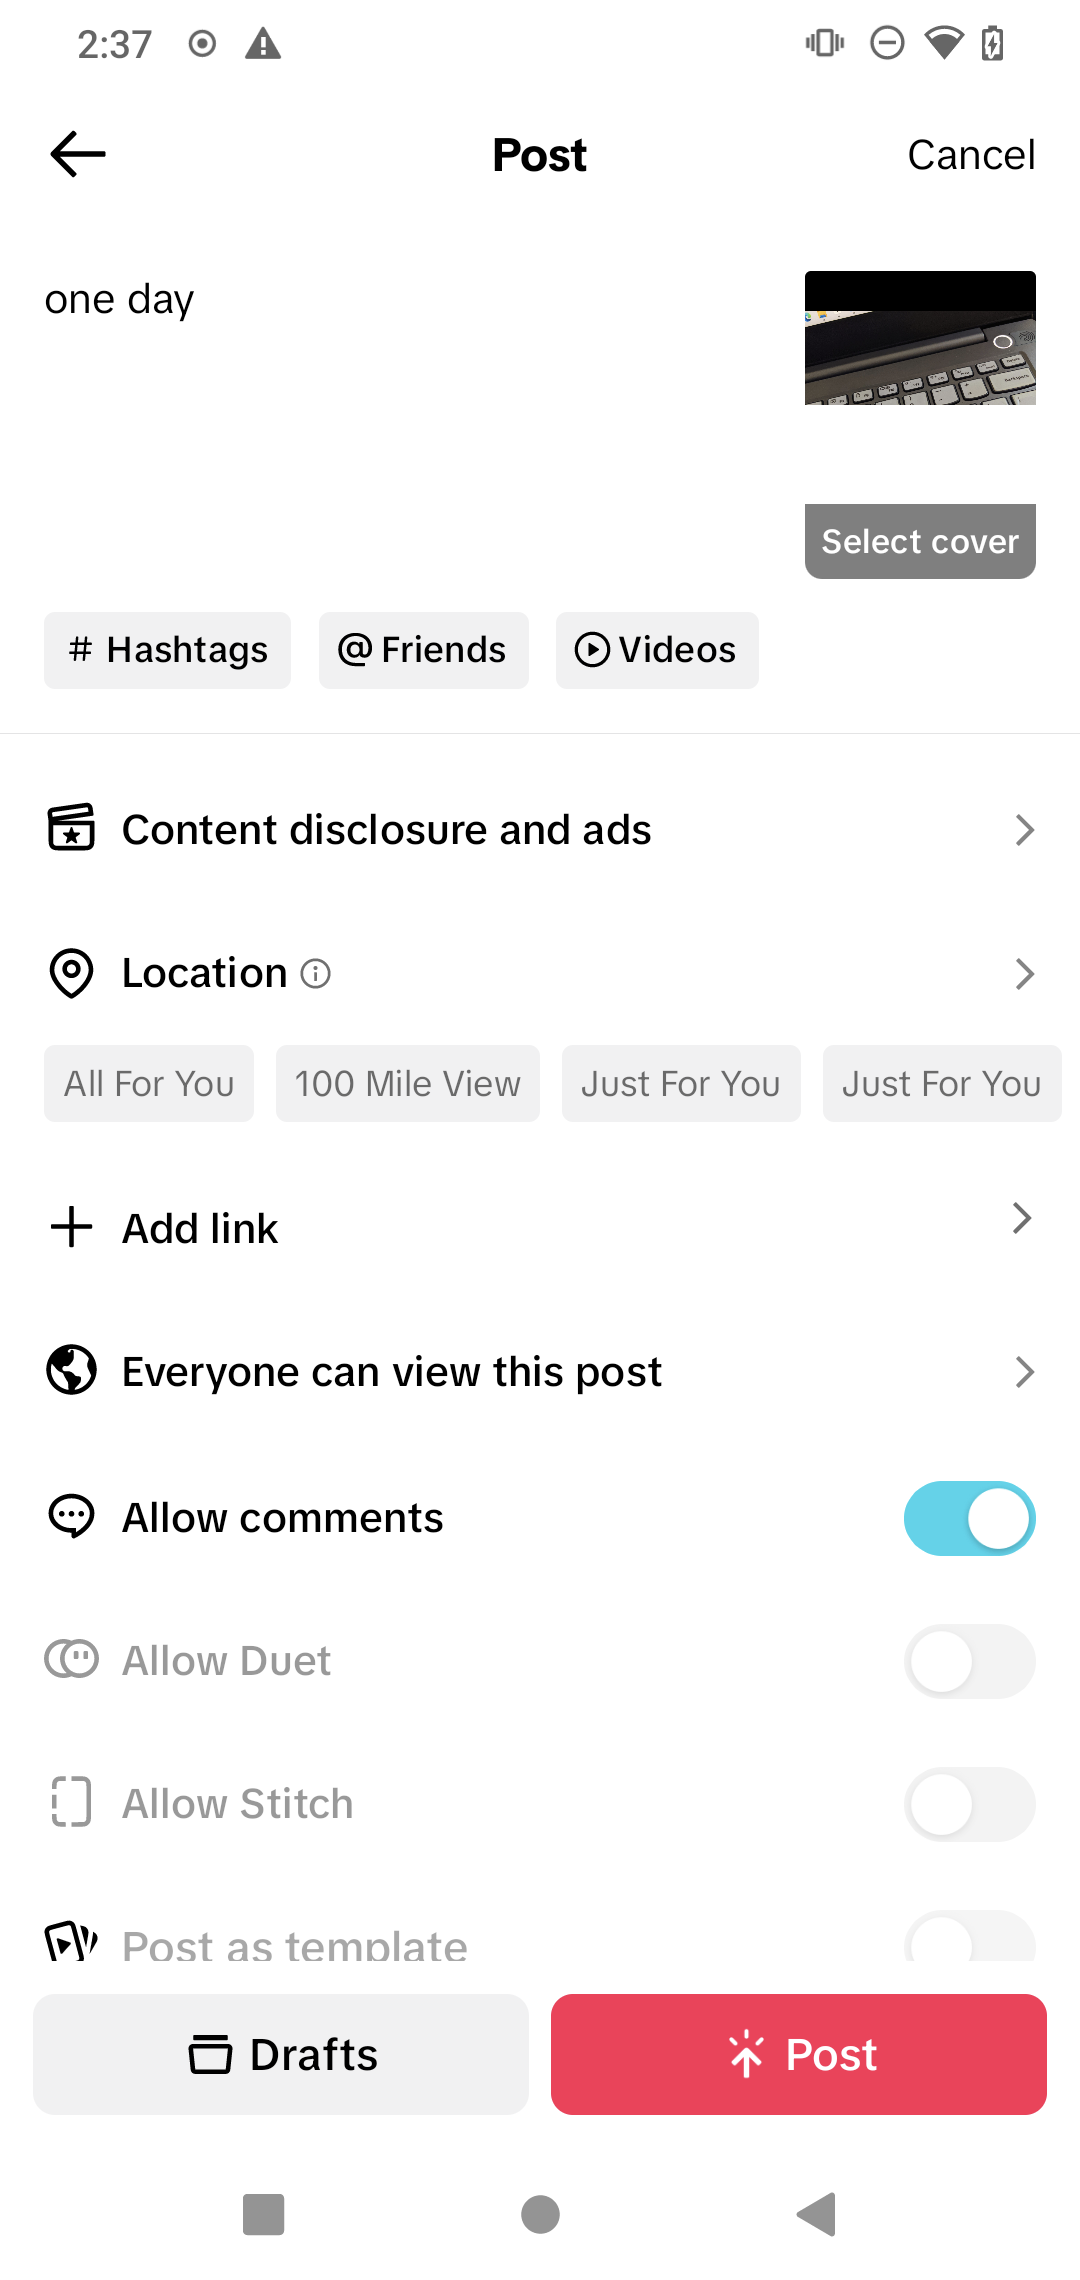 2:37
Post
Cancel
one day
Select cover
# Hashtags
@ Friends
Videos
Content disclosure and ads
Location
All For You
100 Mile View
Just For You
Just For You
Add link
Everyone can view this post
Allow comments
Allow Duet
Allow Stitch
Post as template
Drafts
Post